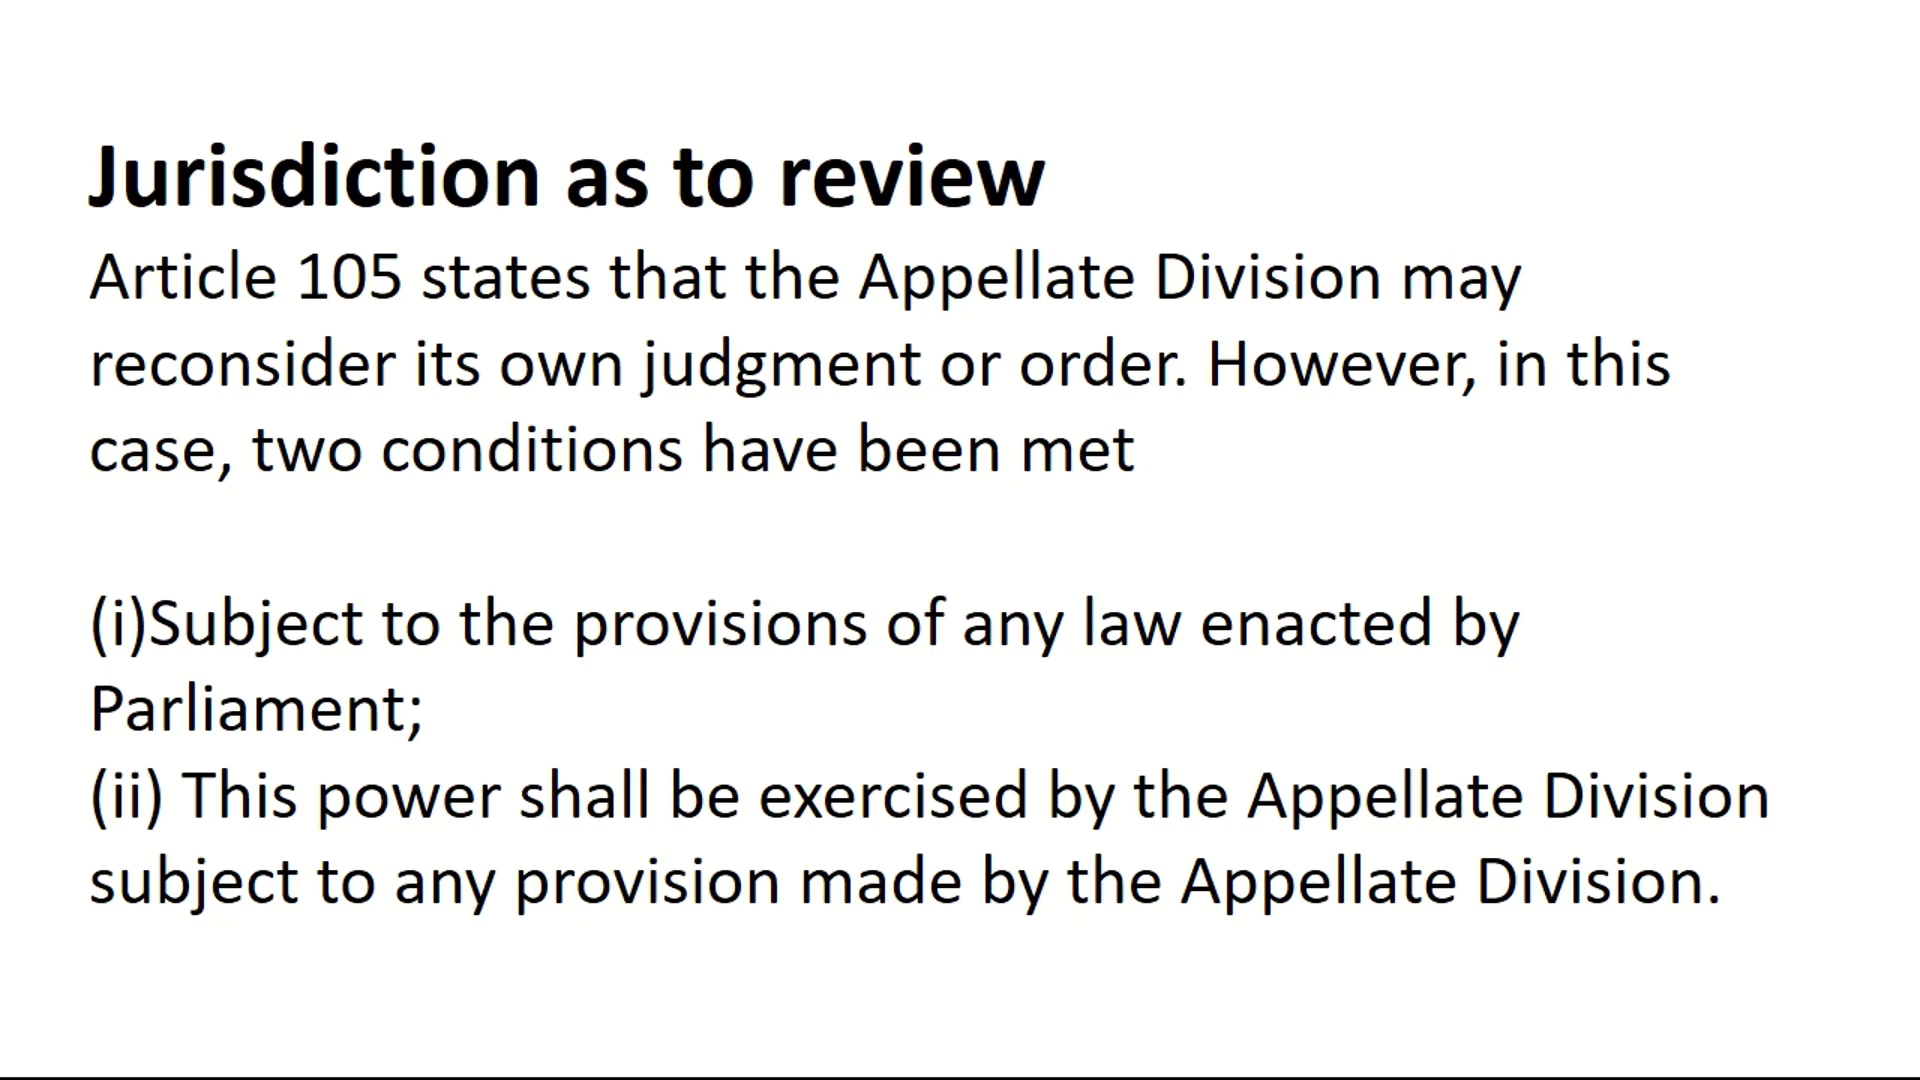 Jurisdiction as to review
Article 105 states that the Appellate Division may
reconsider its own judgment or order. However, in this
case, two conditions have been met
(i)Subject to the provisions of any law enacted by
Parliament;
(ii) This power shall be exercised by the Appellate Division
subject to any provision made by the Appellate Division.